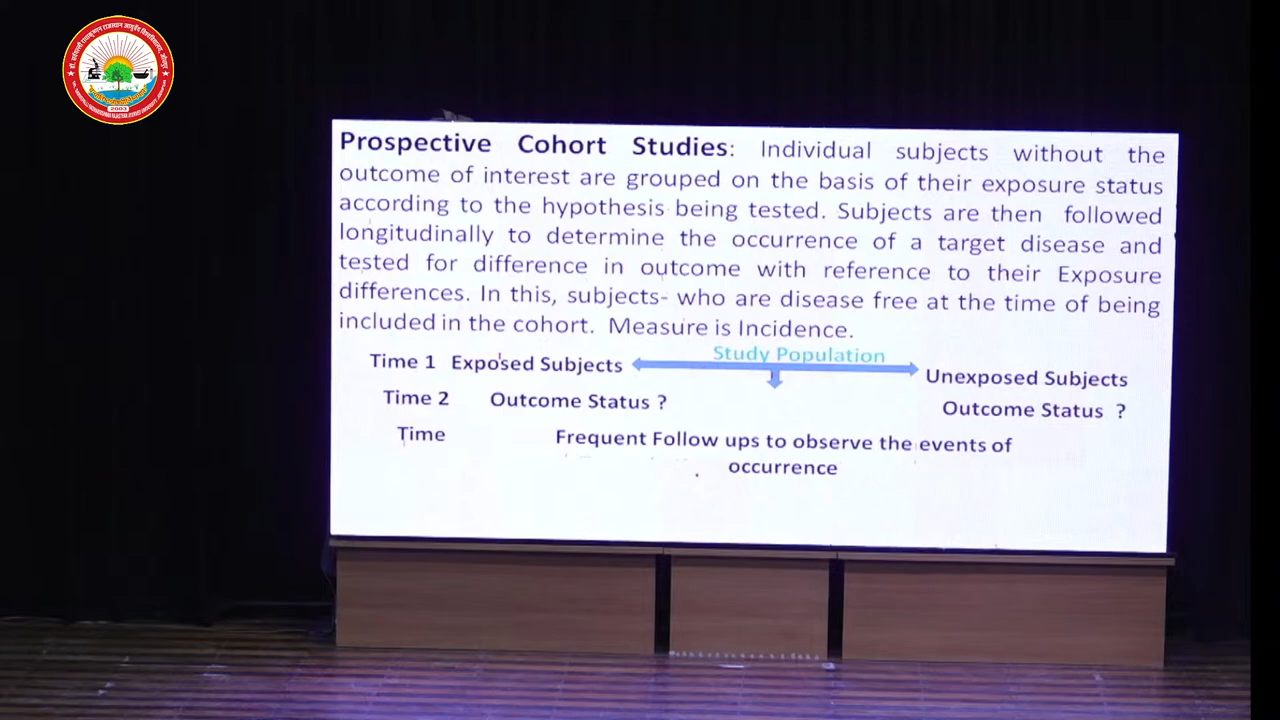 2003
Prospective Cohort Studies: Individual subjects without the
outcome of interest are grouped on the basis of their exposure status
according to the hypothesis being tested. Subjects are then followed
longitudinally to determine the occurrence of a target disease and
tested for difference in outcome with reference to their Exposure
differences. In this, subjects- who are disease free at the time of being
included in the cohort. Measure is Incidence.
Study Population
Time 1 Exposed Subjects
Unexposed Subjects
Time 2 Outcome Status ?
Outcome Status ?
Time Frequent Follow ups to observe the events of
occurrence